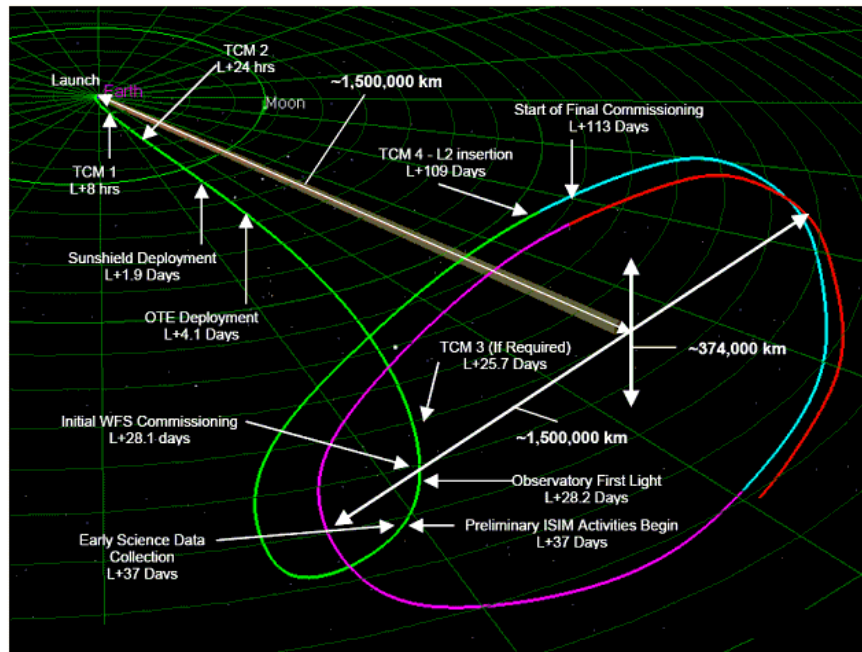 TCM 2
L+24 hrs
Launch
Earth
Moon
~1,500,000 km
TCM 1
L+8 hrs
Start of Final Commissioning
L+113 Days
TCM 4 - L2 insertion
L+109 Days
Sunshield Deployment
L+1.9 Days
OTE Deployment
L+4.1 Days
TCM 3 (If Required)
L+25.7 Days
~374,000 km
Initial WFS Commissioning
L+28.1 days
~1,500,000 km
Observatory First Light
L+28.2 Days
Early Science Data
Collection
L+37 Days
Preliminary ISIM Activities Begin
L+37 Days